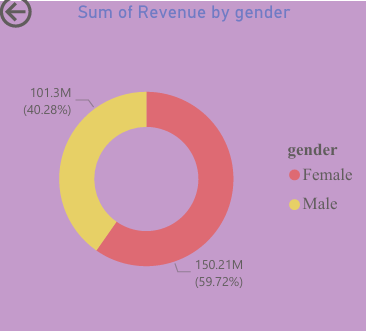 Sum of Revenue by gender
101.3M
(40.28%)
gender
Female
Male
150.21M
(59.72%)